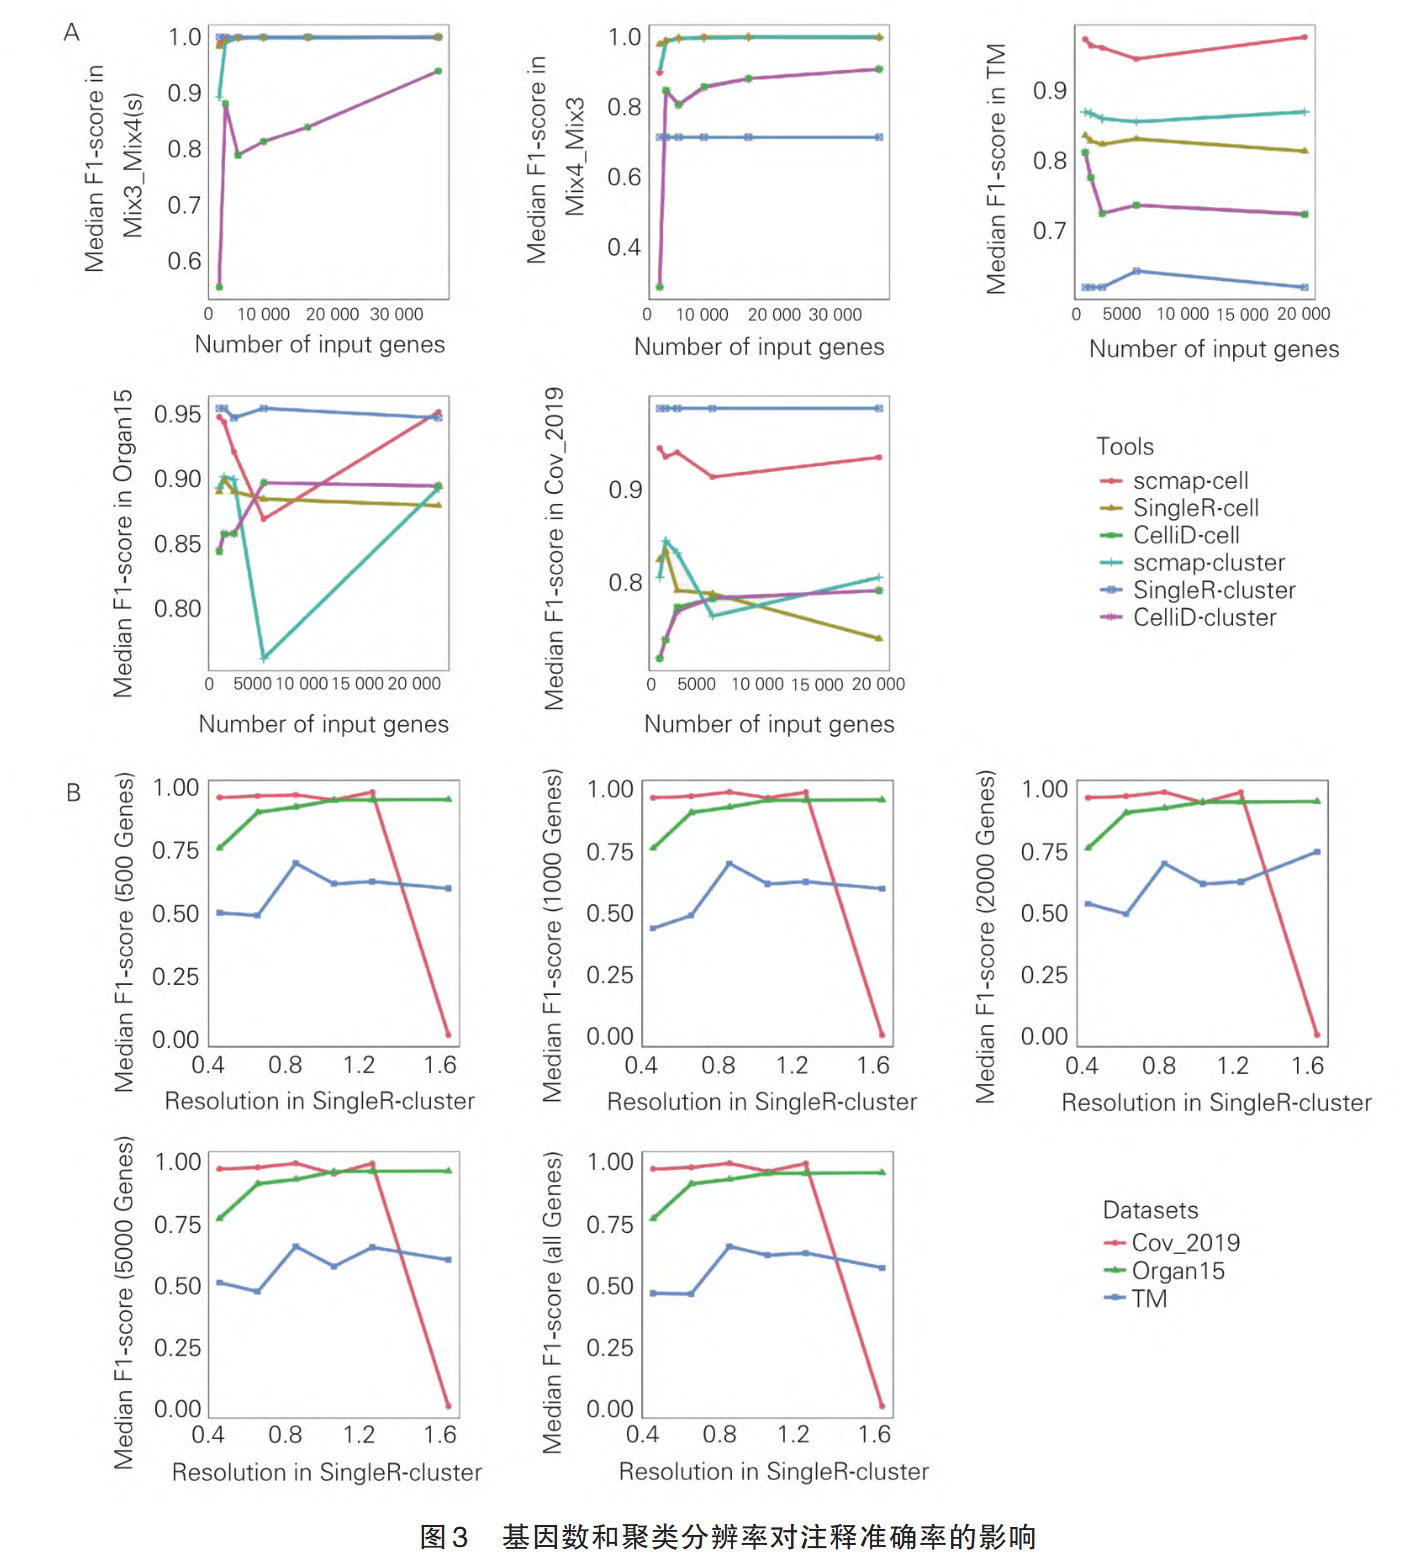 A
Median F1-score in
Mix3_Mix4(s)
1.0
0.9
0.8
0.7
0.6
0 10 000 20 000 30 000
Number of input genes
Median F1-score in
Mix4_Mix3
1.0
0.8
0.6
0.4
0 10 000 20 000 30 000
Number of input genes
Median F1-score in TM
0.9
0.8
0.7
0 5000 10 000 15 000 20 000
Number of input genes
Median F1-score in Organ15
0.95
0.90
0.85
0.80
0 5000 10 000 15 000 20 000
Number of input genes
Median F1-score in Cov_2019
0.9
0.8
0 5000 10 000 15 000 20 000
Number of input genes
Tools
scmap-cell
SingleR-cell
CelliD-cell
scmap-cluster
SingleR-cluster
CelliD-cluster
B
Median F1-score (500 Genes)
1.00
0.75
0.50
0.25
0.00
0.4 0.8 1.2 1.6
Resolution in SingleR-cluster
Median F1-score (1000 Genes)
1.00
0.75
0.50
0.25
0.00
0.4 0.8 1.2 1.6
Resolution in SingleR-cluster
Median F1-score (2000 Genes)
1.00
0.75
0.50
0.25
0.00
0.4 0.8 1.2 1.6
Resolution in SingleR-cluster
Median F1-score (5000 Genes)
1.00
0.75
0.50
0.25
0.00
0.4 0.8 1.2 1.6
Resolution in SingleR-cluster
Median F1-score (all Genes)
1.00
0.75
0.50
0.25
0.00
0.4 0.8 1.2 1.6
Resolution in SingleR-cluster
Datasets
Cov_2019
Organ15
TM
图3 基因数和聚类分辨率对注释准确率的影响